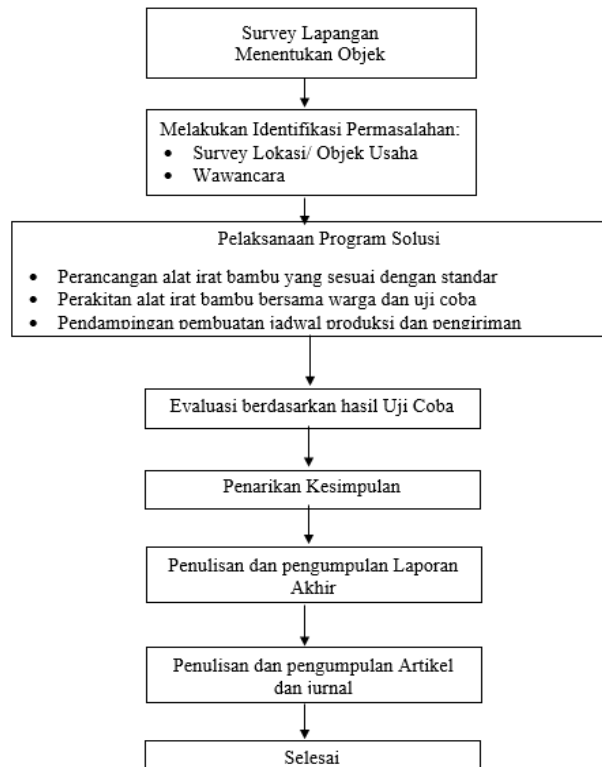 Survey Lapangan
Menentukan Objek
Melakukan Identifikasi Permasalahan:
• Survey Lokasi/ Objek Usaha
• Wawancara
Pelaksanaan Program Solusi
• Perancangan alat irat bambu yang sesuai dengan standar
• Perakitan alat irat bambu bersama warga dan uji coba
• Pendampingan pembuatan jadwal produksi dan pengiriman
Evaluasi berdasarkan hasil Uji Coba
Penarikan Kesimpulan
Penulisan dan pengumpulan Laporan
Akhir
Penulisan dan pengumpulan Artikel
dan jurnal
Selesai